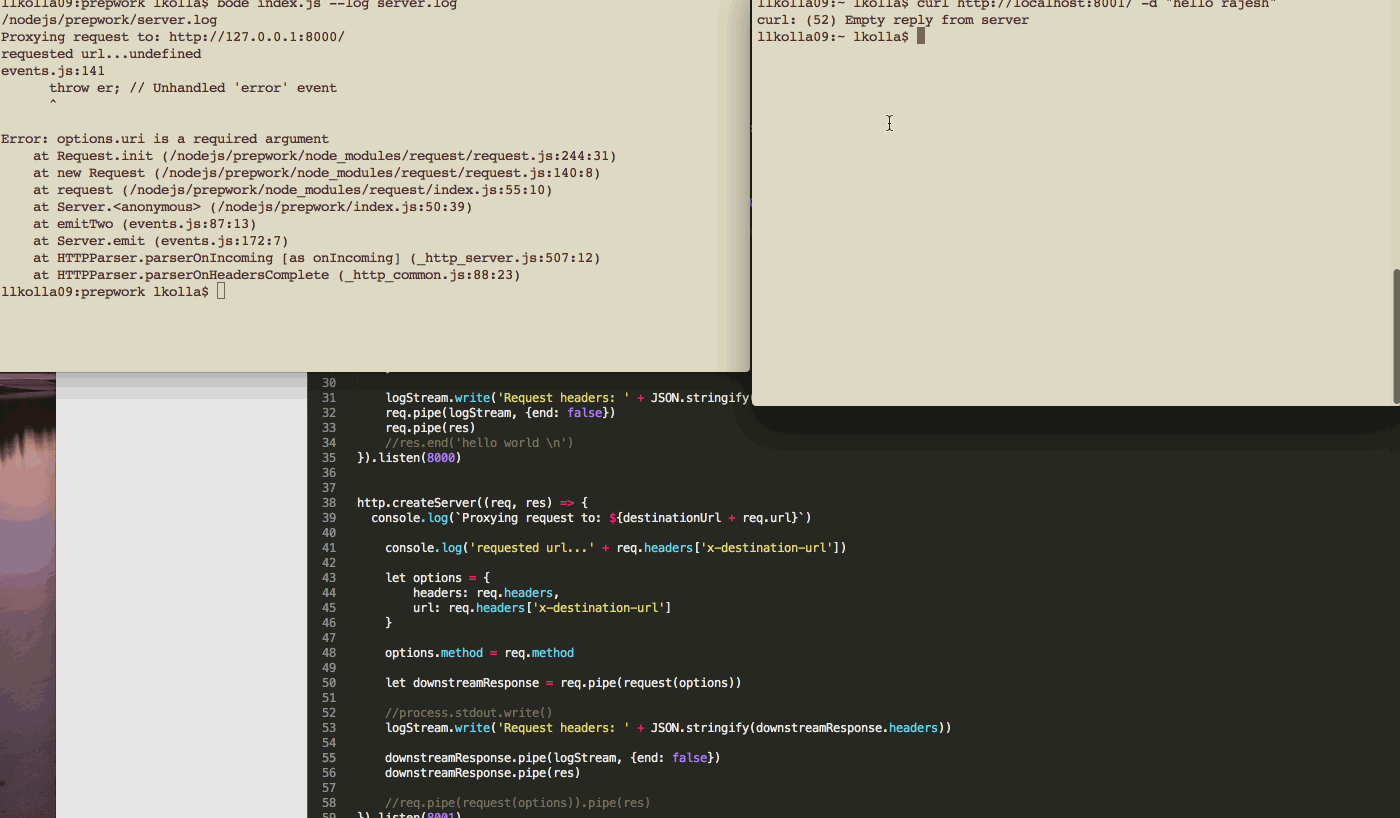 llkolla09:prepwork lkolla$ bode index.js --log server.log
/nodejs/prepwork/server.log
Proxying request to: http://127.0.0.1:8000/
requested url...undefined
events.js:141
      throw er; // Unhandled 'error' event
      ^
Error: options.uri is a required argument
    at Request.init (/nodejs/prepwork/node_modules/request/request.js:244:31)
    at new Request (/nodejs/prepwork/node_modules/request/request.js:140:8)
    at request (/nodejs/prepwork/node_modules/request/index.js:55:10)
    at Server.<anonymous> (/nodejs/prepwork/index.js:50:39)
    at emitTwo (events.js:87:13)
    at Server.emit (events.js:172:7)
    at HTTPParser.parserOnIncoming [as onIncoming] (_http_server.js:507:12)
    at HTTPParser.parserOnHeadersComplete (_http_common.js:88:23)
llkolla09:prepwork lkolla$
llkolla09:~ lkolla$ curl http://localhost:8001/ -d "hello rajesh"
curl: (52) Empty reply from server
llkolla09:~ lkolla$
30
31 logStream.write('Request headers: ' + JSON.stringify(
32 req.pipe(logStream, {end: false})
33 req.pipe(res)
34 //res.end('hello world \n')
35 }).listen(8000)
36
37
38 http.createServer((req, res) => {
39 console.log(`Proxying request to: ${destinationUrl + req.url}`)
40
41 console.log('requested url...' + req.headers['x-destination-url'])
42
43 let options = {
44 headers: req.headers,
45 url: req.headers['x-destination-url']
46 }
47
48 options.method = req.method
49
50 let downstreamResponse = req.pipe(request(options))
51
52 //process.stdout.write()
53 logStream.write('Request headers: ' + JSON.stringify(downstreamResponse.headers))
54
55 downstreamResponse.pipe(logStream, {end: false})
56 downstreamResponse.pipe(res)
57
58 //req.pipe(request(options)).pipe(res)
59 }).listen(8001)